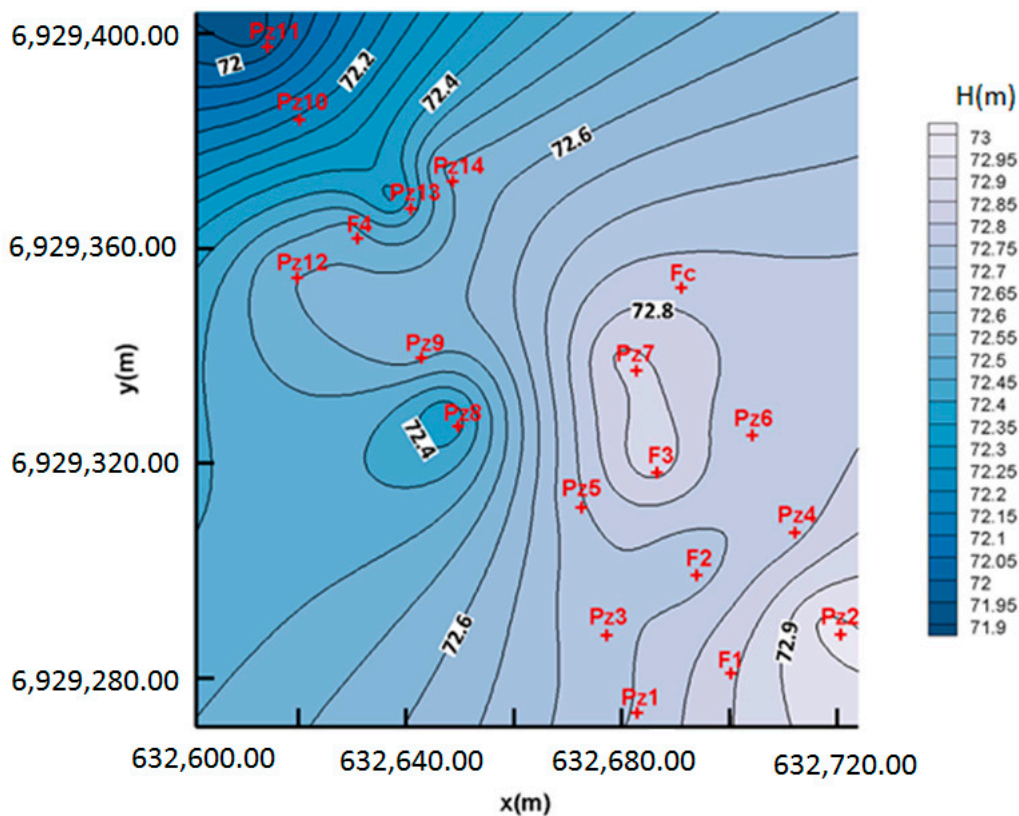 6,929,400.00
6,929,360.00
6,929,320.00
6,929,280.00
y(m)
632,600.00
632,640.00
632,680.00
632,720.00
x(m)
Pz11
72
72.2
Pz10
72.4
72.6
Pz14
Pz13
F4
Pz12
Fc
72.8
Pz9
Pz7
Pz8
72.4
Pz6
F3
Pz5
Pz4
F2
Pz3
72.6
72.9
Pz2
F1
Pz1
H(m)
73
72.95
72.9
72.85
72.8
72.75
72.7
72.65
72.6
72.55
72.5
72.45
72.4
72.35
72.3
72.25
72.2
72.15
72.1
72.05
72
71.95
71.9